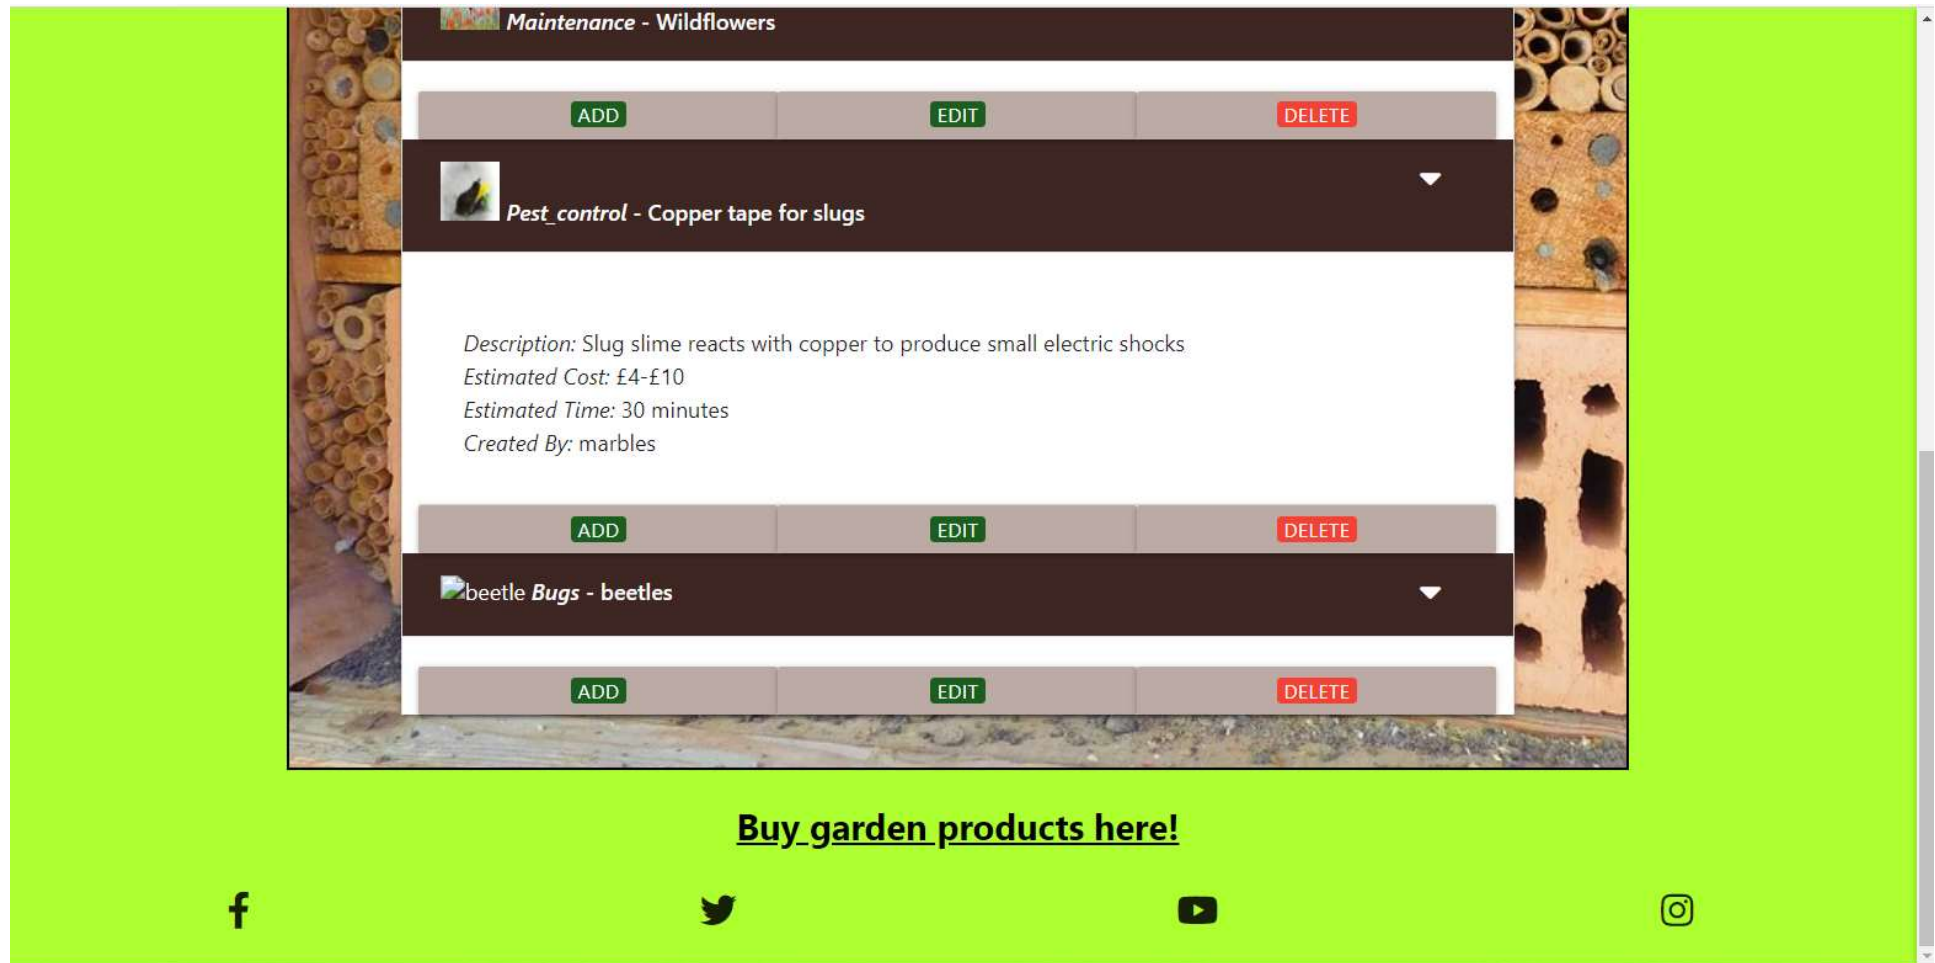 Maintenance - Wildflowers
ADD EDIT DELETE
Pest_control - Copper tape for slugs
Description: Slug slime reacts with copper to produce small electric shocks
Estimated Cost: £4-£10
Estimated Time: 30 minutes
Created By: marbles
ADD EDIT DELETE
beetle Bugs - beetles
ADD EDIT DELETE
Buy garden products here!